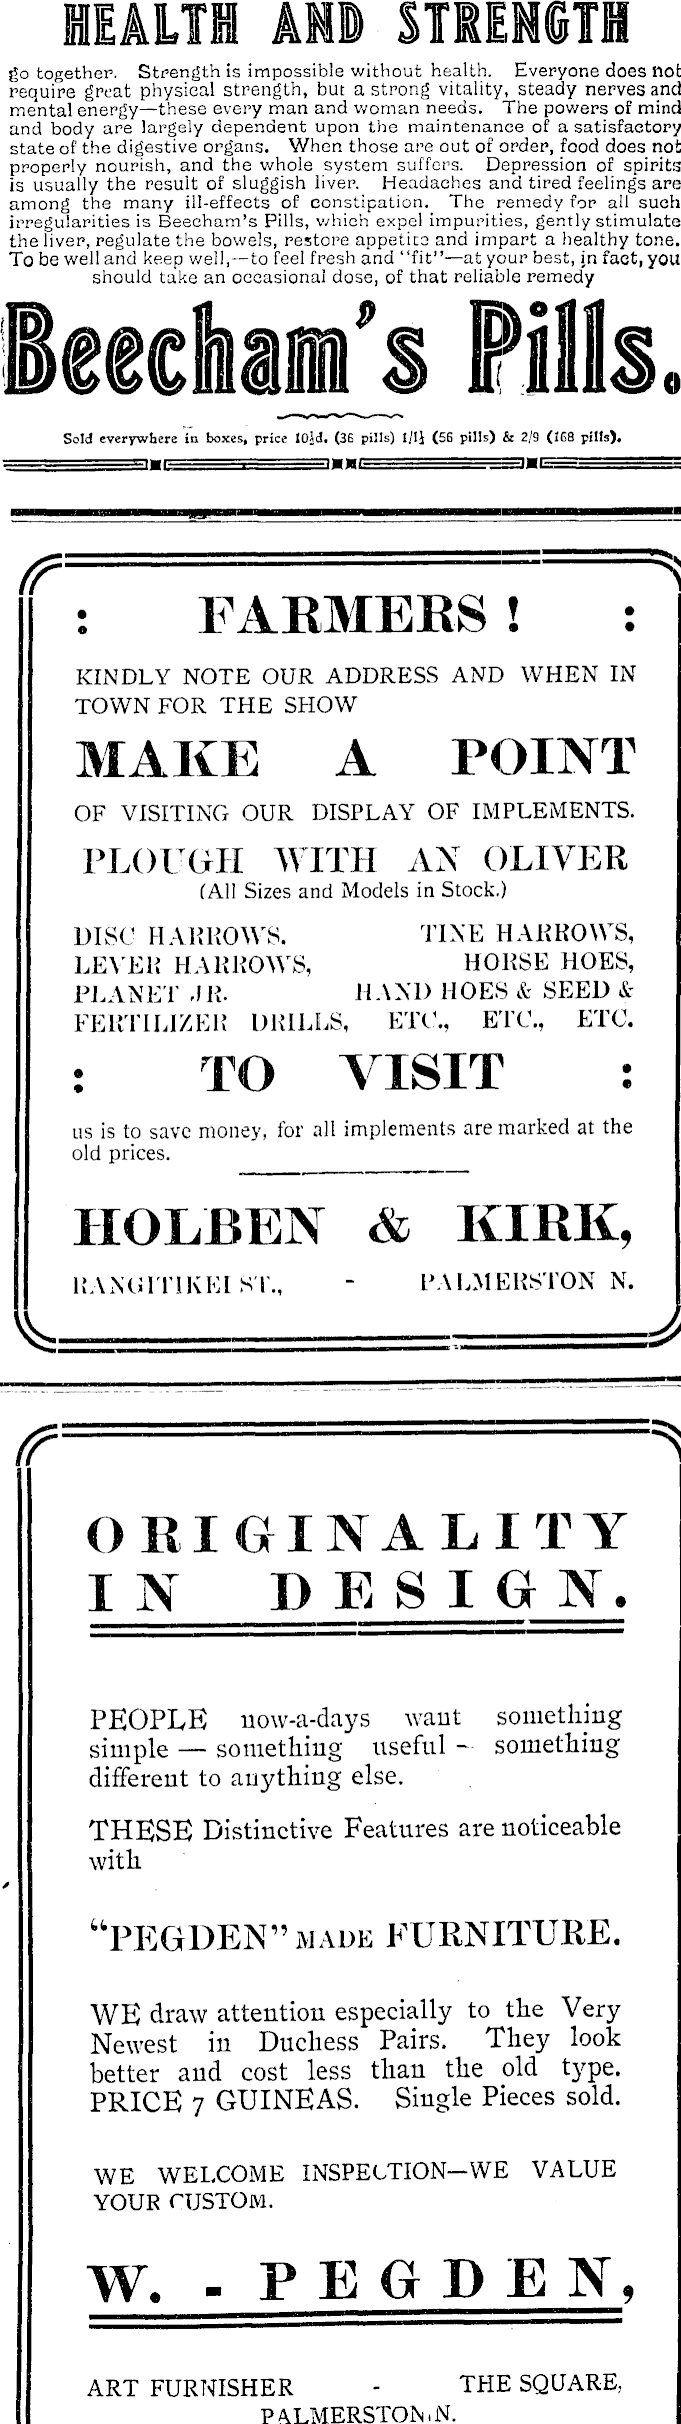 HEALTH AND STRENGTH
go together. Strength is impossible without health. Everyone does not
require great physical strength, but a strong vitality, steady nerves and
mental energy—these every man and woman needs. The powers of mind
and body are largely dependent upon the maintenance of a satisfactory
state of the digestive organs. When those are out of order, food does not
properly nourish, and the whole system suffers. Depression of spirits
is usually the result of sluggish liver. Headaches and tired feelings are
among the many ill-effects of constipation. The remedy for all such
irregularities is Beecham's Pills, which expel impurities, gently stimulate
the liver, regulate the bowels, restore appetite and impart a healthy tone.
To be well and keep well,—to feel fresh and "fit"—at your best, in fact, you
should take an occasional dose, of that reliable remedy
Beecham's Pills.
Sold everywhere in boxes, price 10½d. (36 pills) 1/1½ (56 pills) & 2/9 (168 pills).
: FARMERS! :
KINDLY NOTE OUR ADDRESS AND WHEN IN
TOWN FOR THE SHOW
MAKE A POINT
OF VISITING OUR DISPLAY OF IMPLEMENTS.
PLOUGH WITH AN OLIVER
(All Sizes and Models in Stock.)
DISC HARROWS. TINE HARROWS,
LEVER HARROWS, HORSE HOES,
PLANET JR. HAND HOES & SEED &
FERTILIZER DRILLS, ETC., ETC., ETC.
: TO VISIT :
us is to save money, for all implements are marked at the
old prices.
HOLBEN & KIRK,
RANGITIKEI ST., - PALMERSTON N.
ORIGINALITY
IN DESIGN.
PEOPLE now-a-days want something
simple — something useful - something
different to anything else.
THESE Distinctive Features are noticeable
with
"PEGDEN" MADE FURNITURE.
WE draw attention especially to the Very
Newest in Duchess Pairs. They look
better and cost less than the old type.
PRICE 7 GUINEAS. Single Pieces sold.
WE WELCOME INSPECTION—WE VALUE
YOUR CUSTOM.
W. - PEGDEN,
ART FURNISHER - THE SQUARE,
PALMERSTON N.